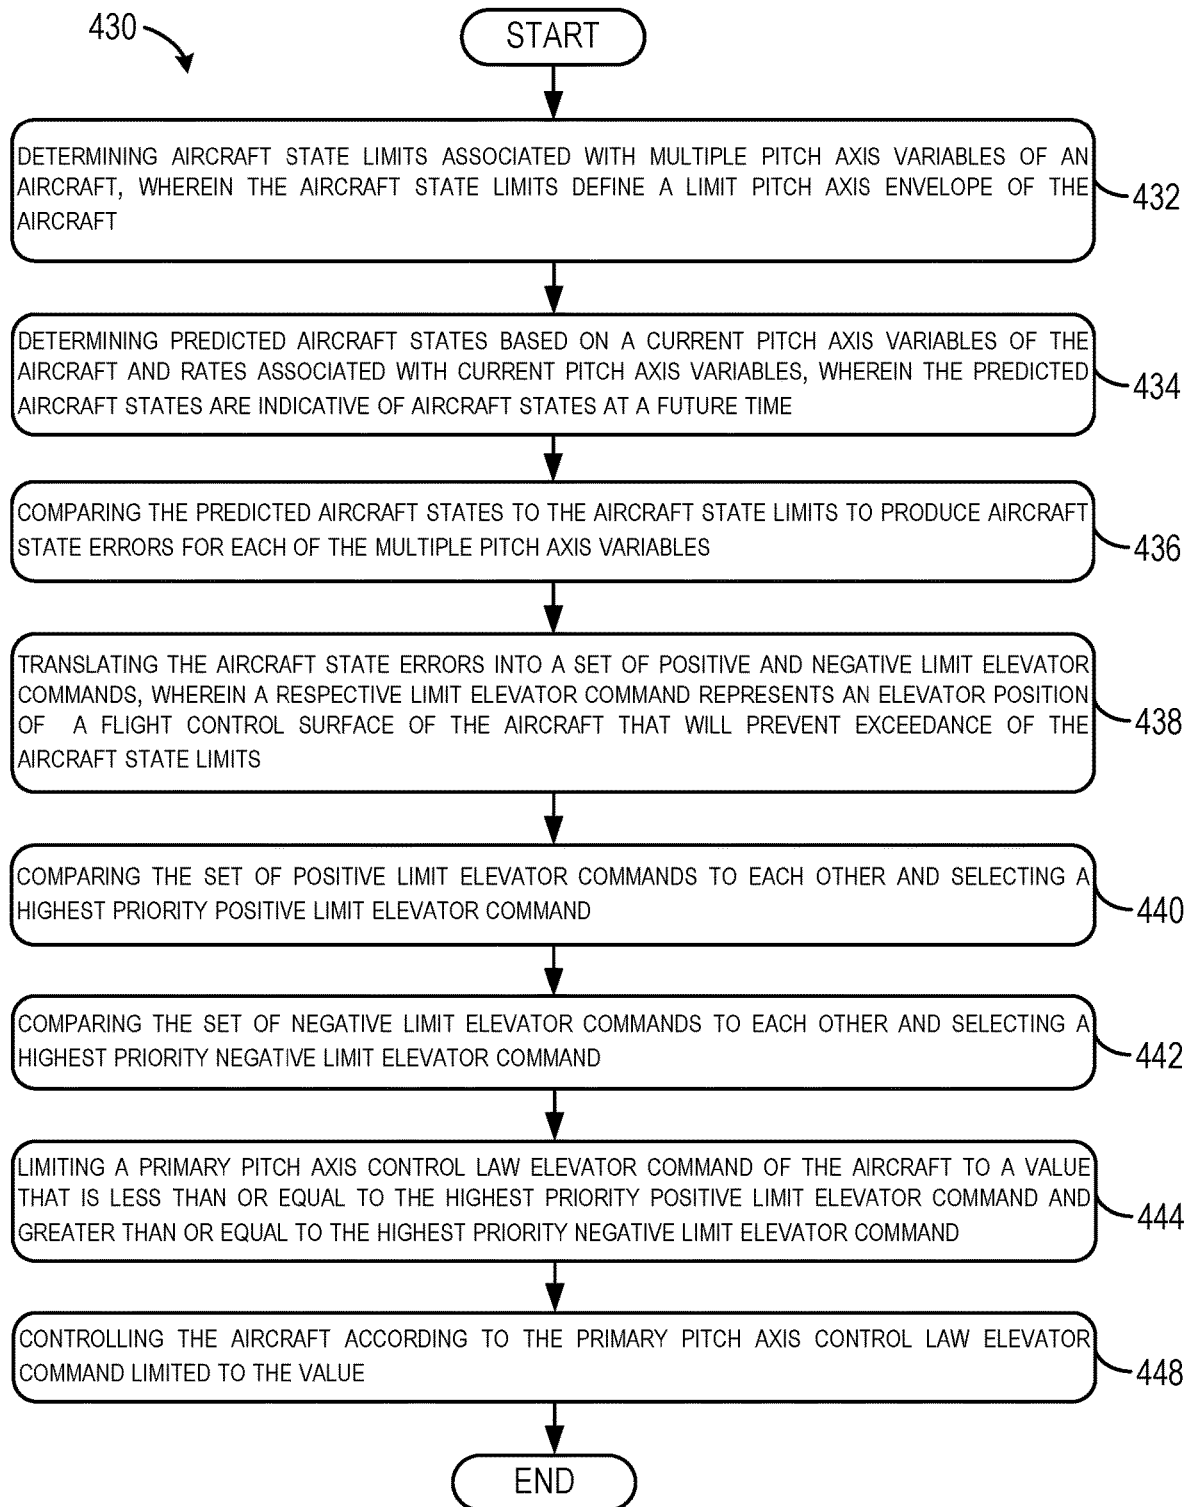 430
START
DETERMINING AIRCRAFT STATE LIMITS ASSOCIATED WITH MULTIPLE PITCH AXIS VARIABLES OF AN
AIRCRAFT, WHEREIN THE AIRCRAFT STATE LIMITS DEFINE A LIMIT PITCH AXIS ENVELOPE OF THE
AIRCRAFT
432
DETERMINING PREDICTED AIRCRAFT STATES BASED ON A CURRENT PITCH AXIS VARIABLES OF THE
AIRCRAFT AND RATES ASSOCIATED WITH CURRENT PITCH AXIS VARIABLES, WHEREIN THE PREDICTED
AIRCRAFT STATES ARE INDICATIVE OF AIRCRAFT STATES AT A FUTURE TIME
434
COMPARING THE PREDICTED AIRCRAFT STATES TO THE AIRCRAFT STATE LIMITS TO PRODUCE AIRCRAFT
STATE ERRORS FOR EACH OF THE MULTIPLE PITCH AXIS VARIABLES
436
TRANSLATING THE AIRCRAFT STATE ERRORS INTO A SET OF POSITIVE AND NEGATIVE LIMIT ELEVATOR
COMMANDS, WHEREIN A RESPECTIVE LIMIT ELEVATOR COMMAND REPRESENTS AN ELEVATOR POSITION
OF A FLIGHT CONTROL SURFACE OF THE AIRCRAFT THAT WILL PREVENT EXCEEDANCE OF THE
AIRCRAFT STATE LIMITS
438
COMPARING THE SET OF POSITIVE LIMIT ELEVATOR COMMANDS TO EACH OTHER AND SELECTING A
HIGHEST PRIORITY POSITIVE LIMIT ELEVATOR COMMAND
440
COMPARING THE SET OF NEGATIVE LIMIT ELEVATOR COMMANDS TO EACH OTHER AND SELECTING A
HIGHEST PRIORITY NEGATIVE LIMIT ELEVATOR COMMAND
442
LIMITING A PRIMARY PITCH AXIS CONTROL LAW ELEVATOR COMMAND OF THE AIRCRAFT TO A VALUE
THAT IS LESS THAN OR EQUAL TO THE HIGHEST PRIORITY POSITIVE LIMIT ELEVATOR COMMAND AND
GREATER THAN OR EQUAL TO THE HIGHEST PRIORITY NEGATIVE LIMIT ELEVATOR COMMAND
444
CONTROLLING THE AIRCRAFT ACCORDING TO THE PRIMARY PITCH AXIS CONTROL LAW ELEVATOR
COMMAND LIMITED TO THE VALUE
448
END